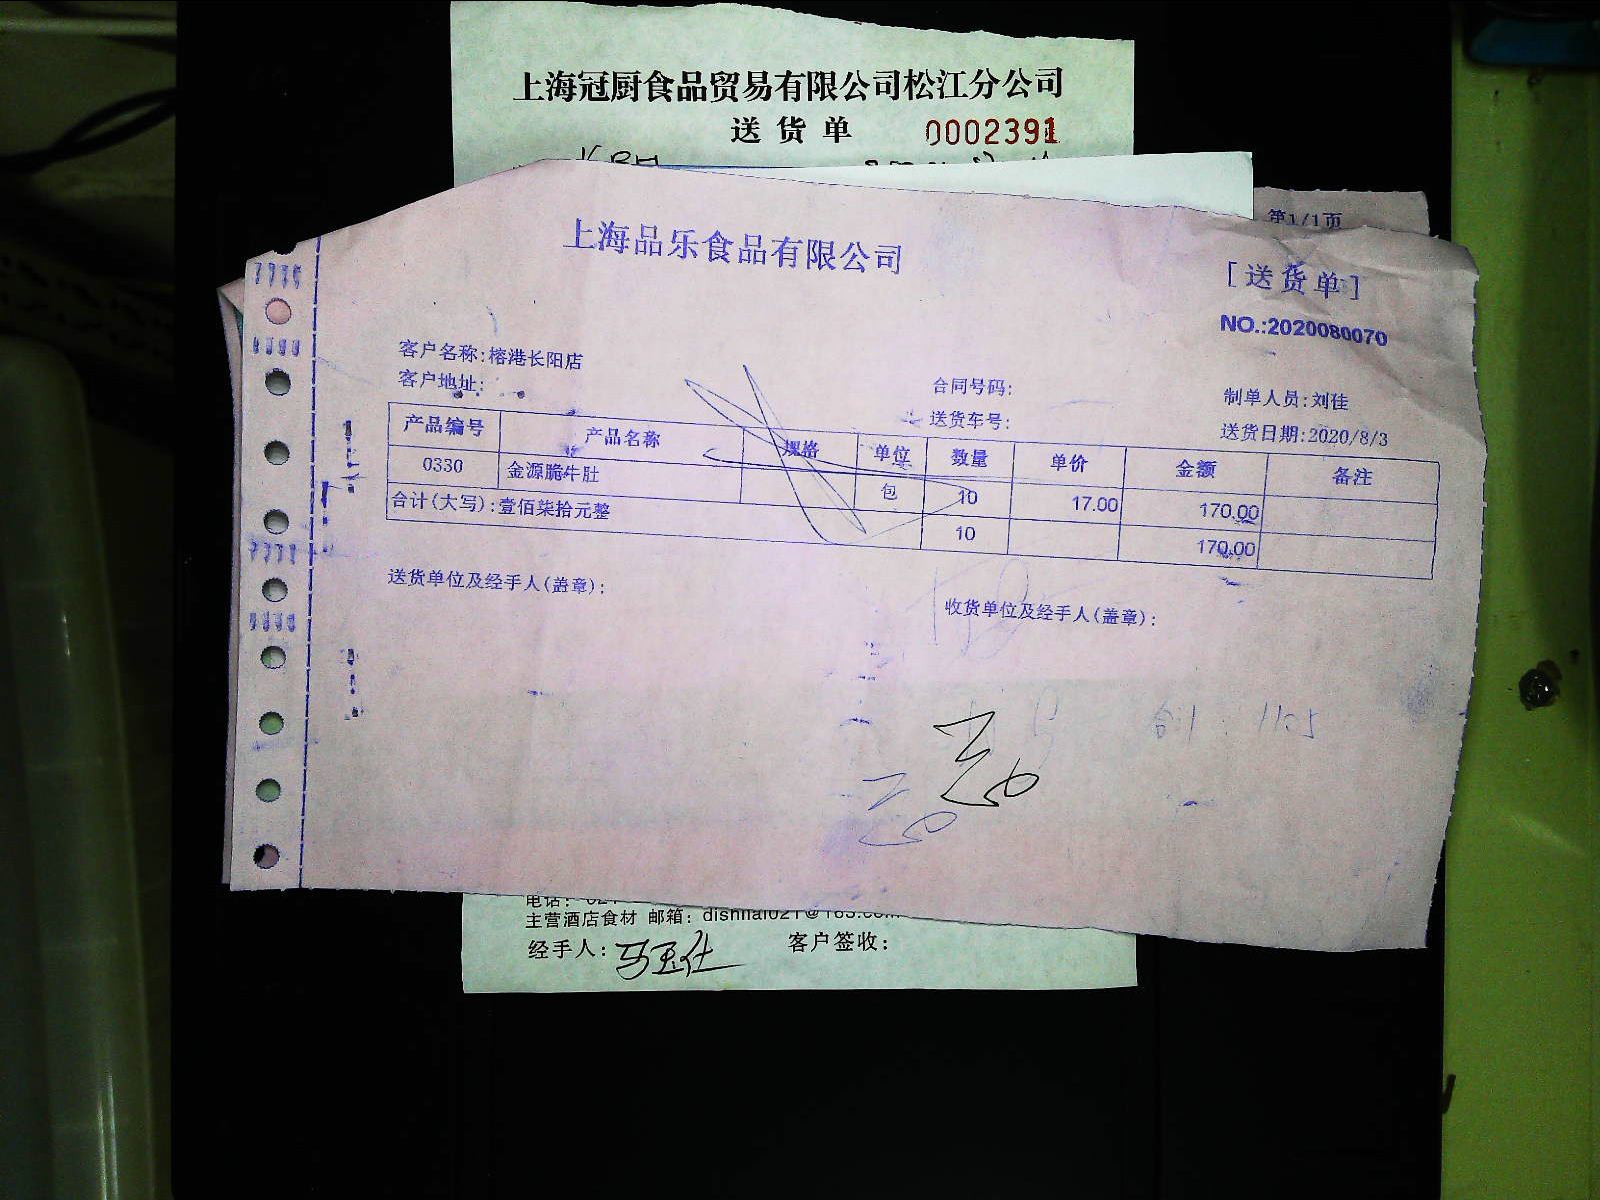 上海冠厨食品贸易有限公司松江分公司
送货单 0002391
第1/1页
上海品乐食品有限公司
[送货单]
NO.:2020080070
客户名称:榕港长阳店
客户地址:
合同号码:
送货车号:
制单人员:刘佳
送货日期:2020/8/3
产品编号 产品名称 规格 单位 数量 单价 金额 备注
0330 金源脆牛肚 包 10 17.00 170.00
合计(大写):壹佰柒拾元整 10 170.00
送货单位及经手人(盖章):
收货单位及经手人(盖章):
电话:
主营酒店食材 邮箱:
经手人: 客户签收: